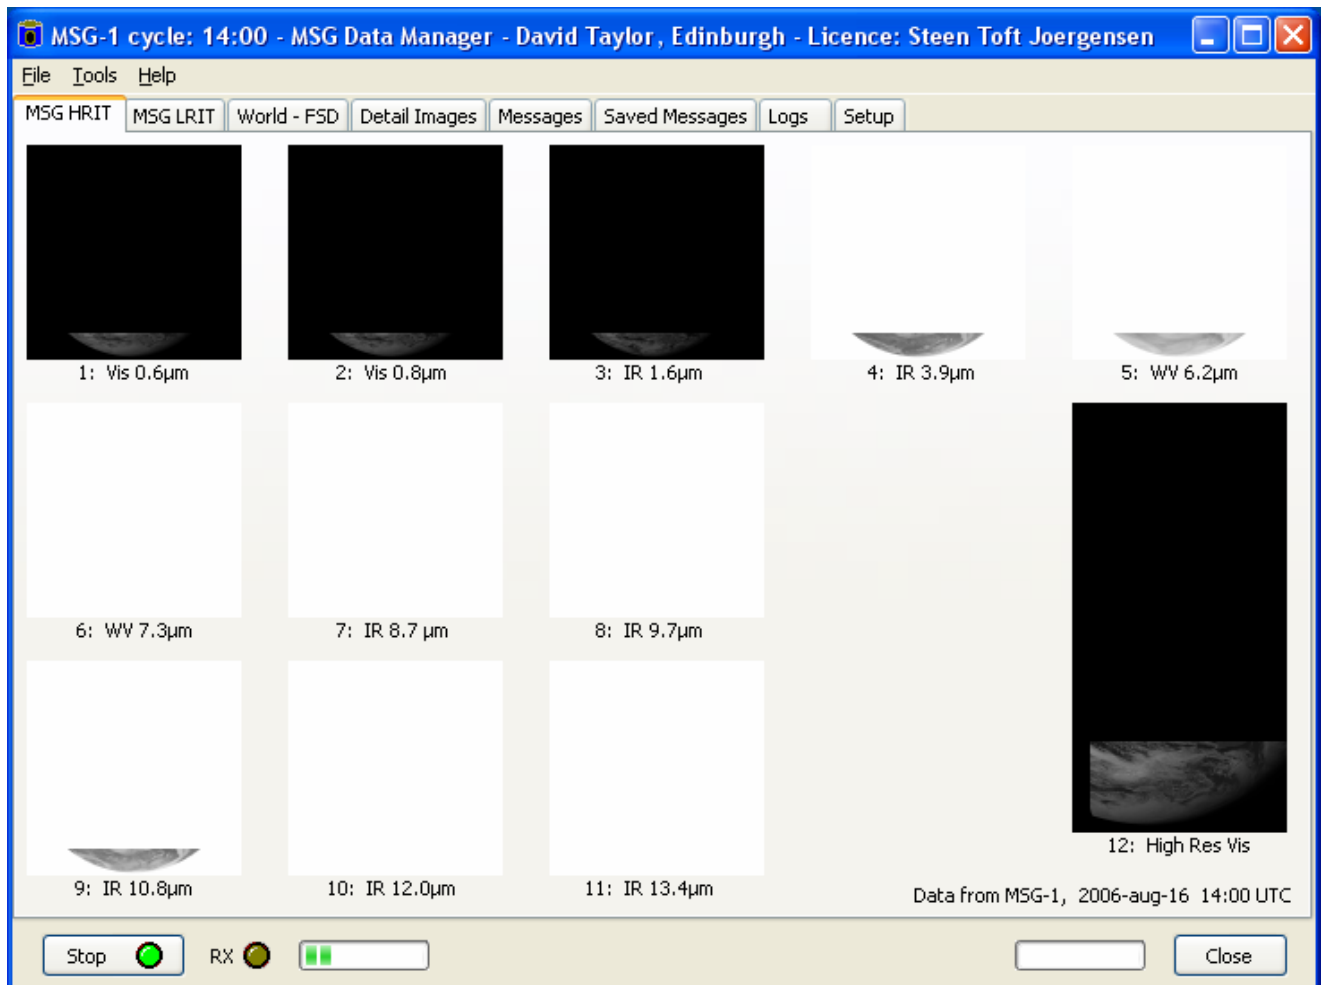 MSG-1 cycle: 14:00 - MSG Data Manager - David Taylor, Edinburgh - Licence: Steen Toft Joergensen
File Tools Help
MSG HRIT MSG LRIT World - FSD Detail Images Messages Saved Messages Logs Setup
1: Vis 0.6µm 2: Vis 0.8µm 3: IR 1.6µm 4: IR 3.9µm 5: WV 6.2µm
6: WV 7.3µm 7: IR 8.7 µm 8: IR 9.7µm
12: High Res Vis
9: IR 10.8µm 10: IR 12.0µm 11: IR 13.4µm
Data from MSG-1, 2006-aug-16 14:00 UTC
Stop RX Close